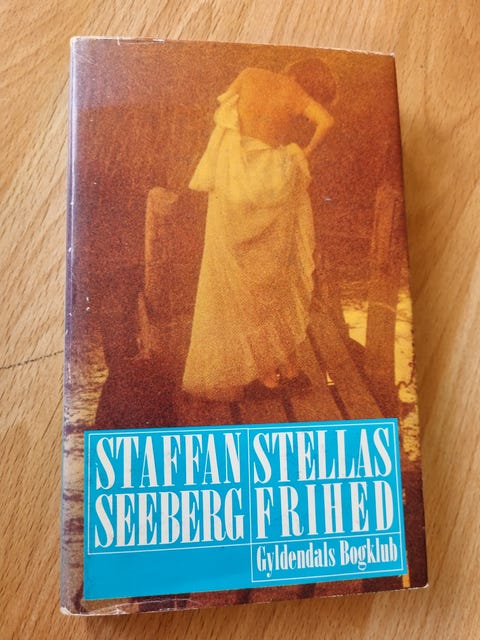 STAFFAN
SEEBERG
STELLAS
FRIHED
Gyldendals Bogklub